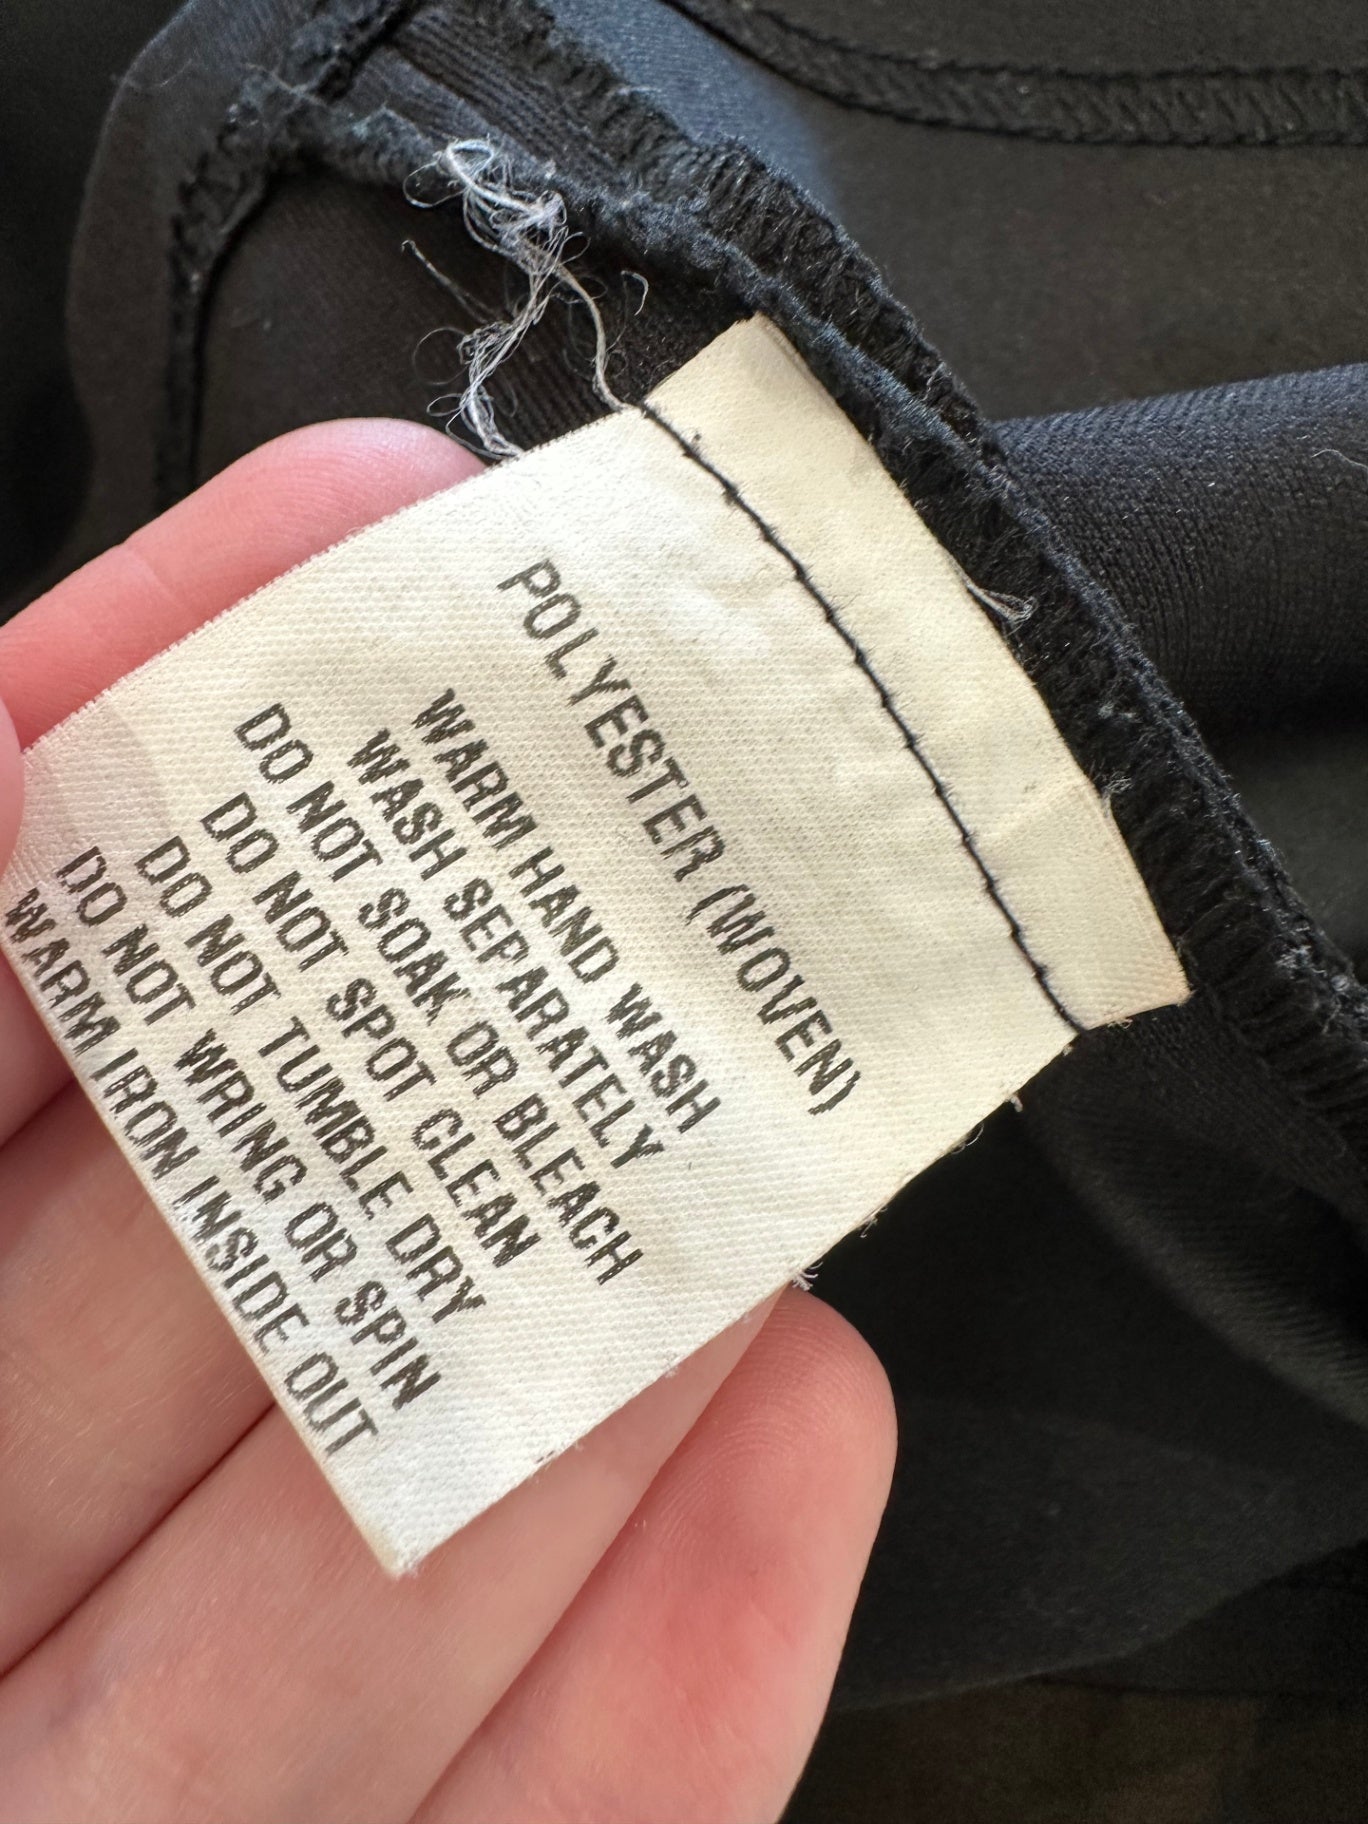 POLYESTER (WOVEN)
WARM HAND WASH
WASH SEPARATELY
DO NOT SOAK OR BLEACH
DO NOT SPOT CLEAN
DO NOT TUMBLE DRY
DO NOT WRING OR SPIN
WARM IRON INSIDE OUT